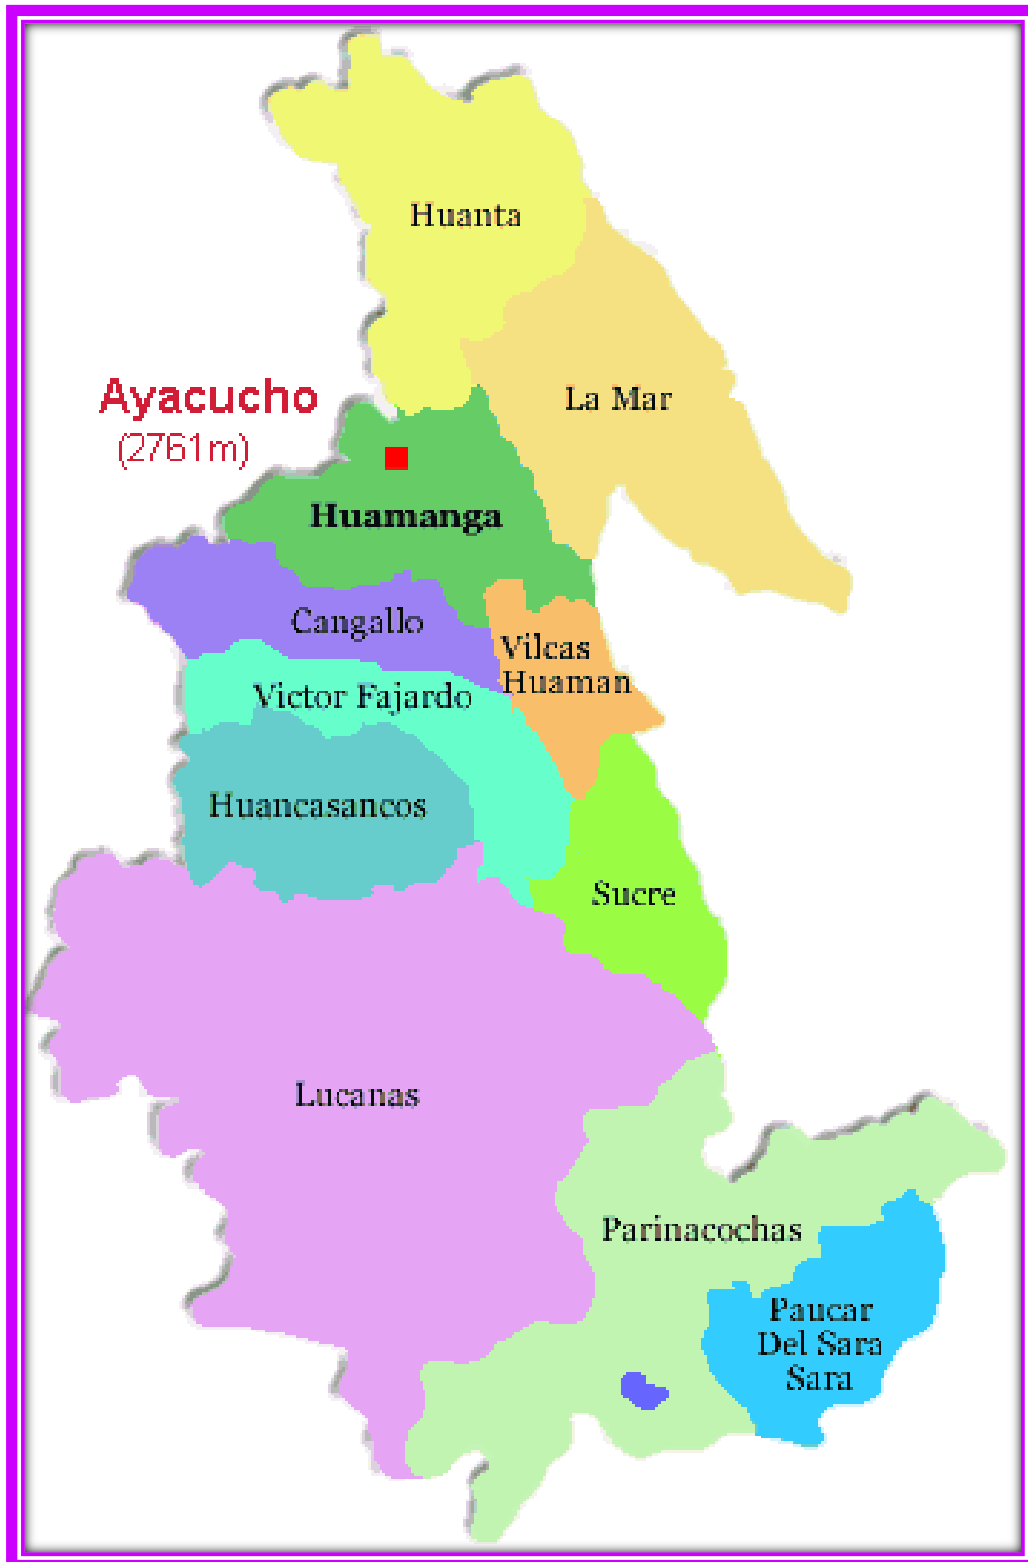 Huanta
La Mar
Ayacucho
(2761m)
Huamanga
Cangallo
Vilcas
Huaman
Victor Fajardo
Huancasancos
Sucre
Lucanas
Parinacochas
Paucar
Del Sara
Sara